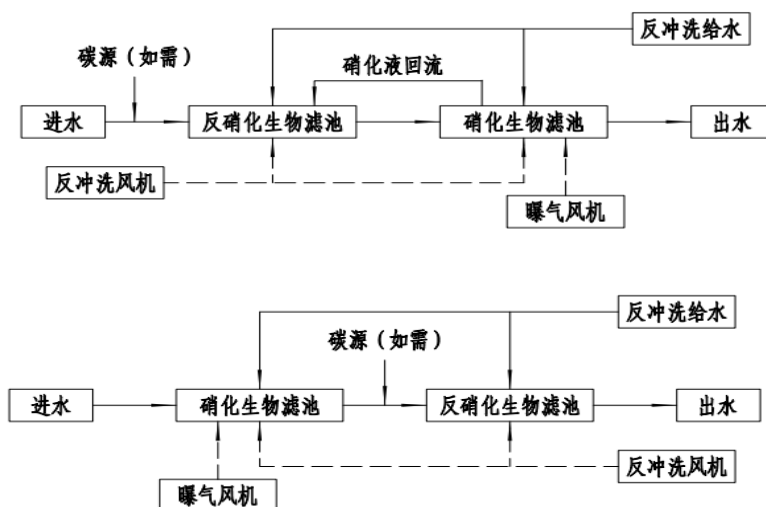 反冲洗给水
碳源（如需）
硝化液回流
进水
反硝化生物滤池
硝化生物滤池
出水
反冲洗风机
曝气风机
反冲洗给水
碳源（如需）
进水
硝化生物滤池
反硝化生物滤池
出水
反冲洗风机
曝气风机